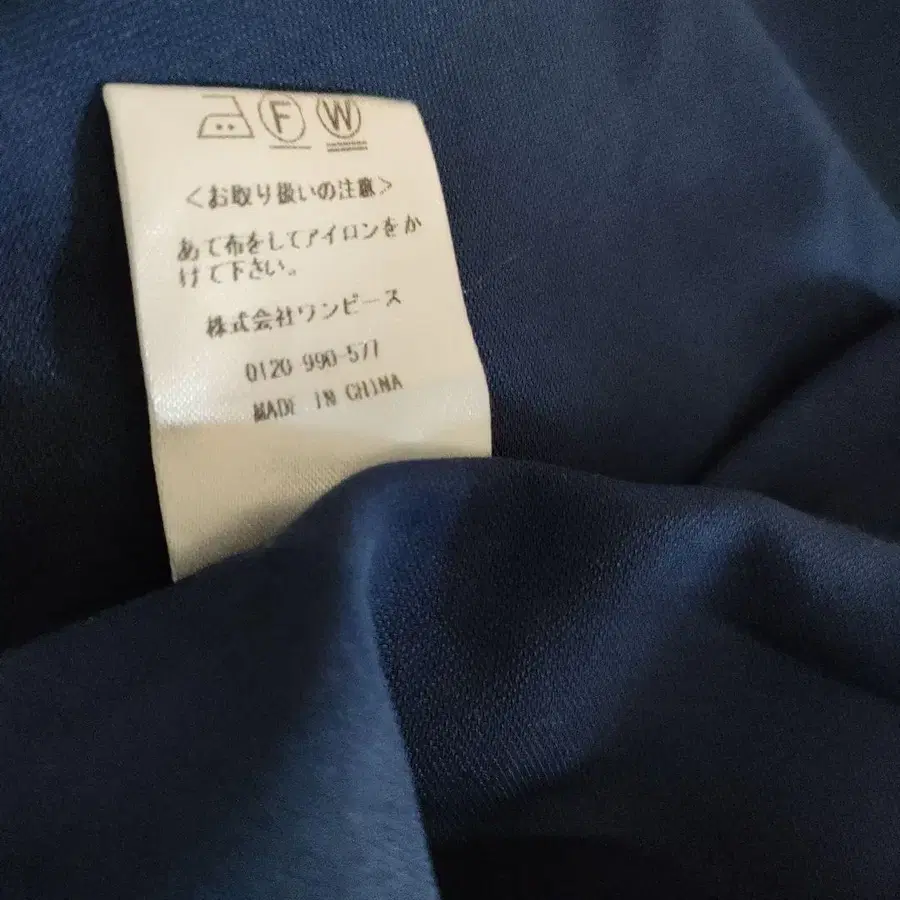 F W
<お取り扱いの注意>
あて布をしてアイロンをか
けて下さい。
株式会社ワンピース
0120-990-577
MADE IN CHINA